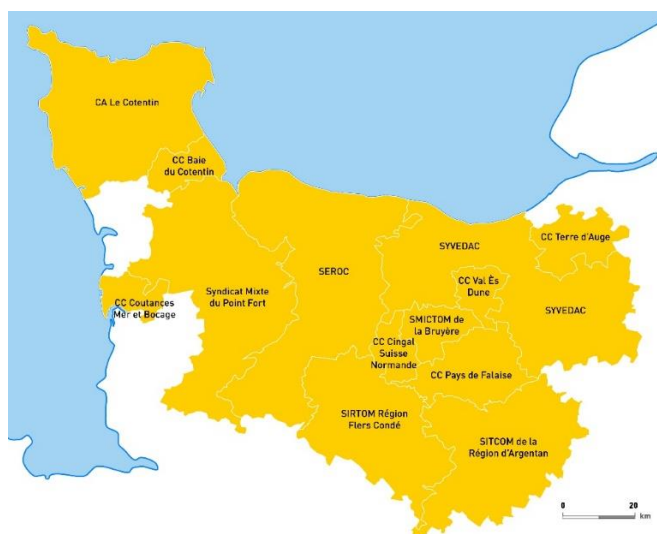 CA Le Cotentin
CC Baie
du Cotentin
SYVEDAC
CC Terre d'Auge
SEROC
CC Val Ès
Dune
Syndicat Mixte
du Point Fort
CC Coutances
Mer et Bocage
SMICTOM de
la Bruyère
SYVEDAC
CC Cingal
Suisse
Normande
CC Pays de Falaise
SIRTOM Région
Flers Condé
SITCOM de la
Région d'Argentan
0 20
km